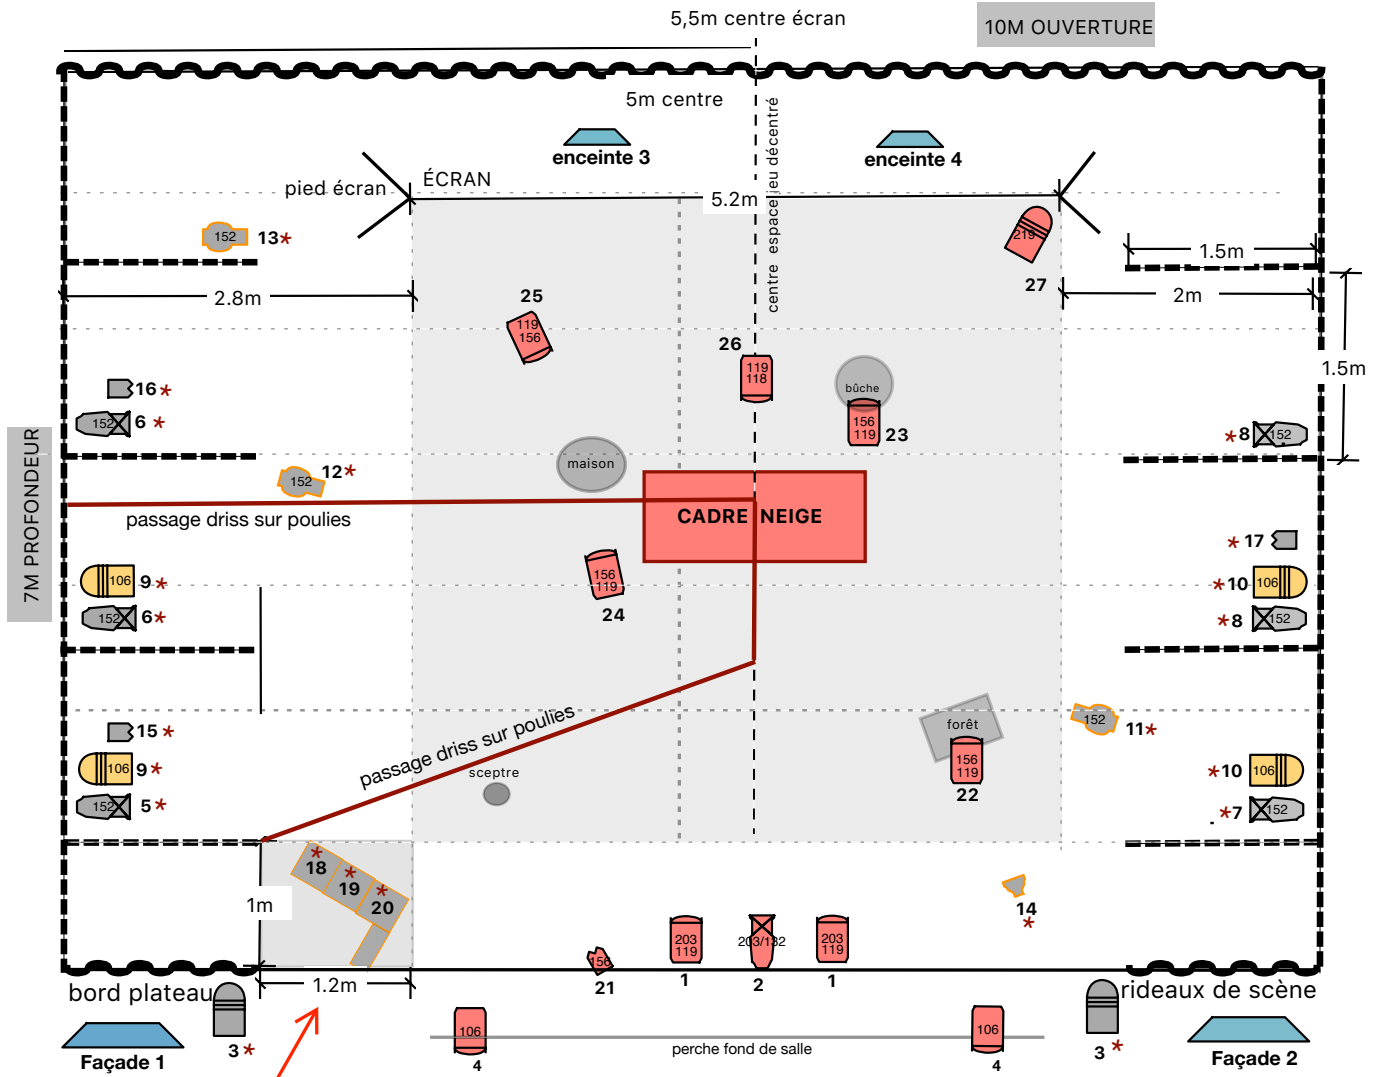 5,5m centre écran
10M OUVERTURE
5m centre
enceinte 3
enceinte 4
centre espace jeu décentré
pied écran
ÉCRAN
5.2m
152
13*
219
27
1.5m
2.8m
2m
25
119
156
26
119
118
1.5m
bûche
156
119
23
16*
152
6*
*8
152
7M PROFONDEUR
maison
152
12*
CADRE NEIGE
passage driss sur poulies
*17
106
9*
156
119
24
*10
106
152
6*
*8
152
passage driss sur poulies
forêt
156
119
22
152
11*
15*
106
9*
sceptre
*10
106
152
5*
*7
152
*
18
*
19
*
20
1m
14
*
203
119
203/132
203
119
156
21
1
2
1
1.2m
bord plateau
rideaux de scène
Façade 1
3*
106
4
perche fond de salle
106
4
3*
Façade 2